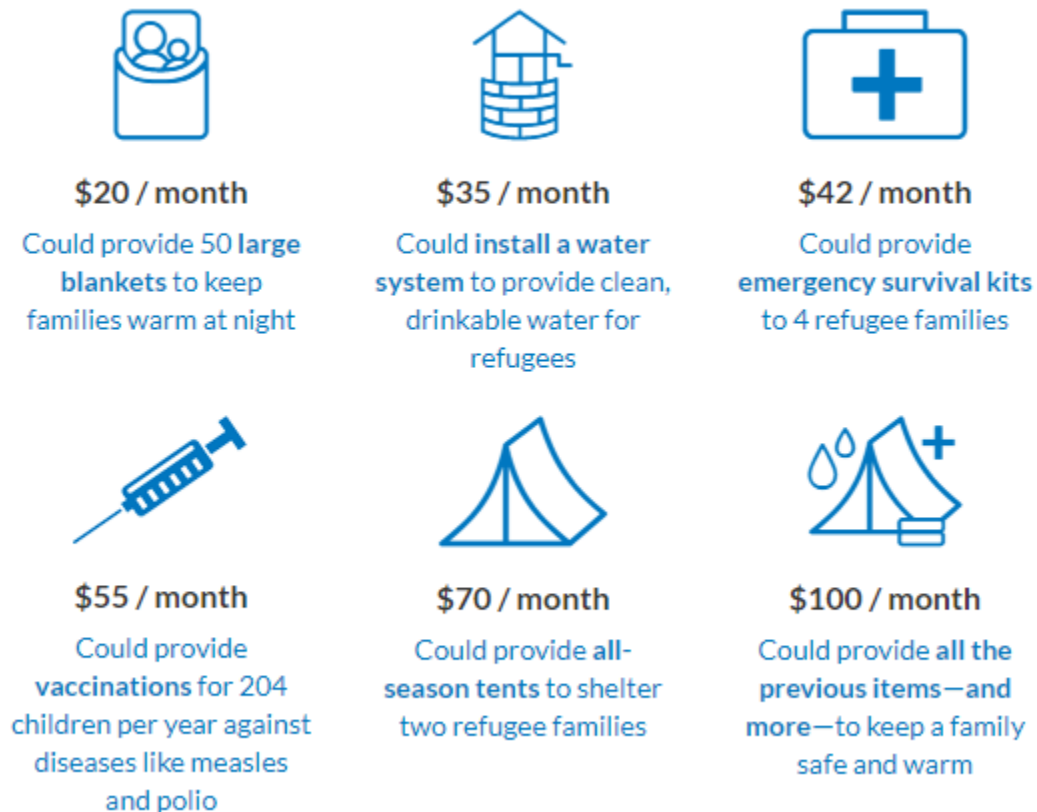 $20 / month
Could provide 50 large
blankets to keep
families warm at night
$35 / month
Could install a water
system to provide clean,
drinkable water for
refugees
$42 / month
Could provide
emergency survival kits
to 4 refugee families
$55 / month
Could provide
vaccinations for 204
children per year against
diseases like measles
and polio
$70 / month
Could provide all-
season tents to shelter
two refugee families
$100 / month
Could provide all the
previous items—and
more—to keep a family
safe and warm